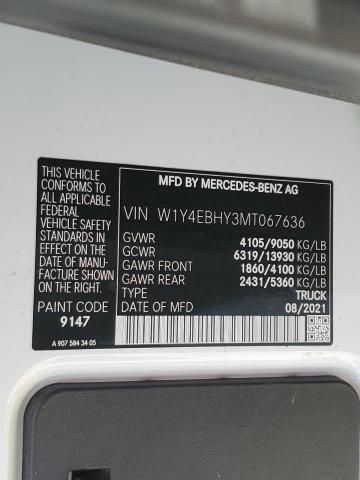 MFD BY MERCEDES-BENZ AG
THIS VEHICLE
CONFORMS TO
ALL APPLICABLE
FEDERAL
SAFETY
STANDARDS IN
EFFECT ON THE
DATE OF MANU-
FACTURE SHOWN
on the RIGHT.
PAINT CODE
9147
A 907 584 34 05
VIN W1Y4EBHY3MT067636
GVWR 4105/9050 KG/LB
GCWR 6319/13930 KG/LB
GAWR FRONT 1860/4100 KG/LB
GAWR REAR 2431/5360 KG/LB
TYPE TRUCK
DATE OF MFD 08/2021